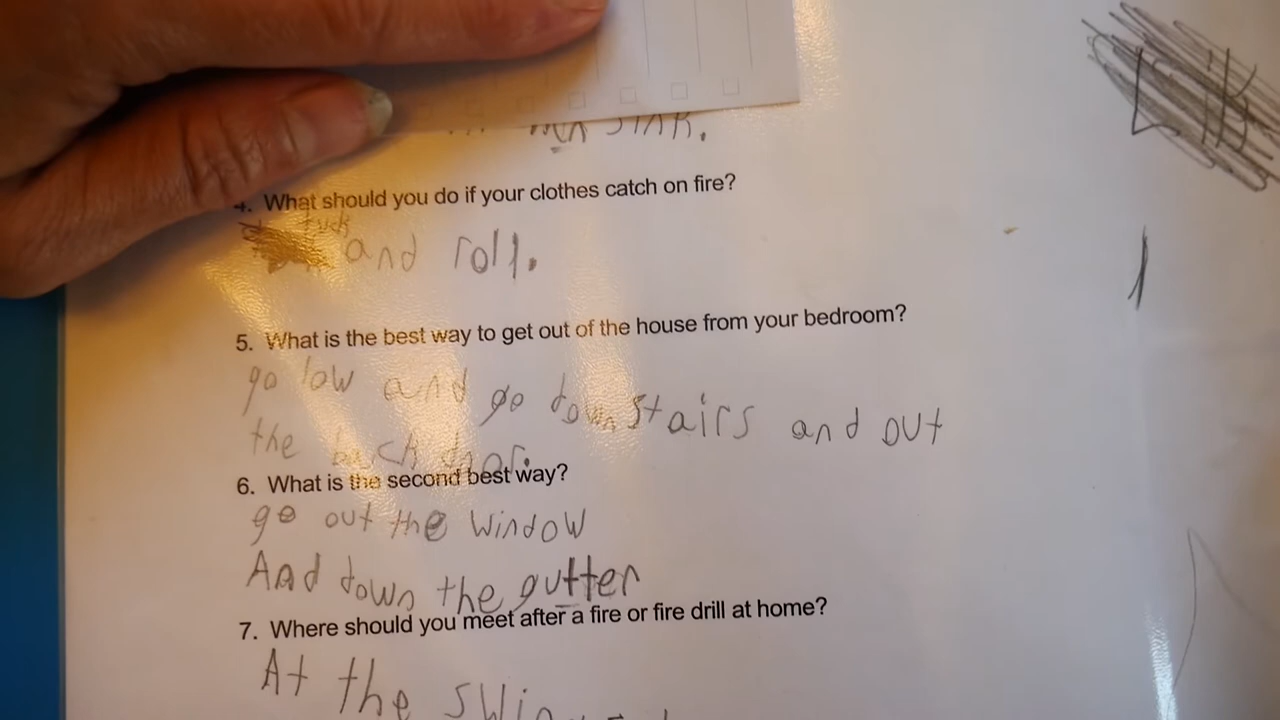 SINK.
4. What should you do if your clothes catch on fire?
tuck
and roll.
5. What is the best way to get out of the house from your bedroom?
go low and go down stairs and out
the back door.
6. What is the second best way?
go out the window
And down the gutter
7. Where should you meet after a fire or fire drill at home?
At the